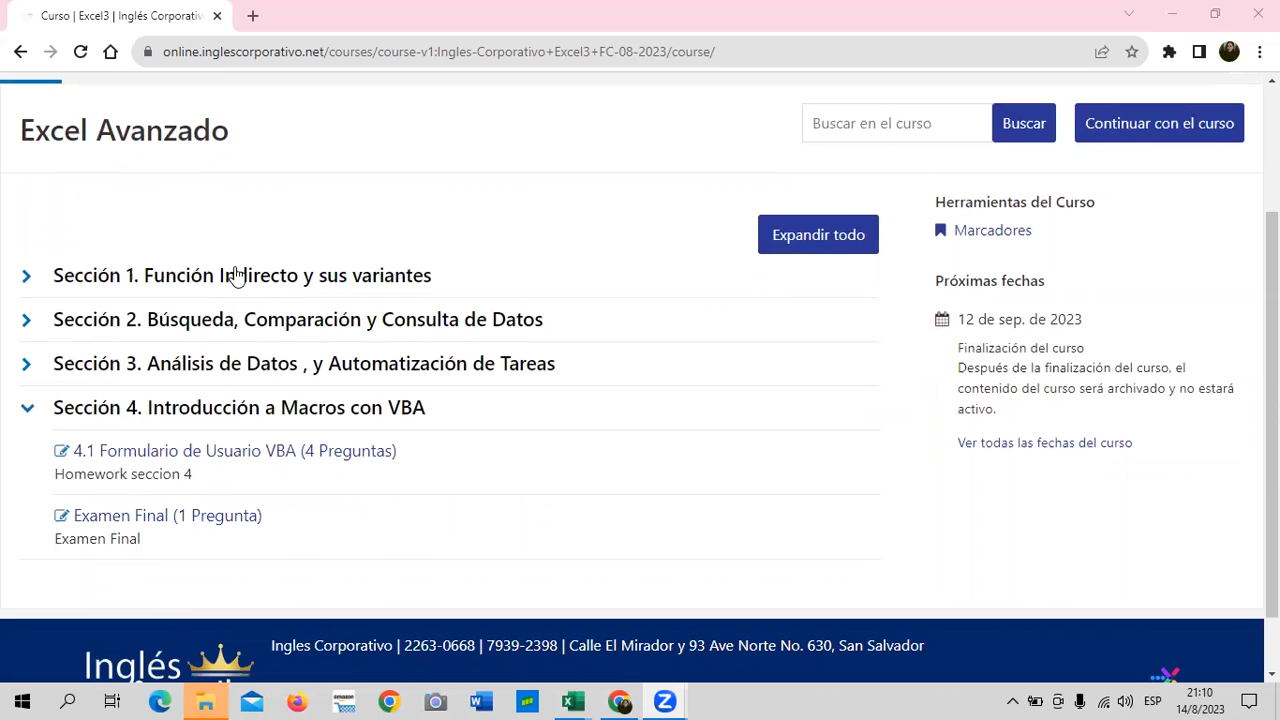 Curso | Excel3 | Inglés Corporativ
online.inglescorporativo.net/courses/course-v1:Ingles-Corporativo+Excel3+FC-08-2023/course/
Excel Avanzado
Buscar en el curso
Buscar
Continuar con el curso
Expandir todo
Sección 1. Función Indirecto y sus variantes
Sección 2. Búsqueda, Comparación y Consulta de Datos
Sección 3. Análisis de Datos , y Automatización de Tareas
Sección 4. Introducción a Macros con VBA
4.1 Formulario de Usuario VBA (4 Preguntas)
Homework seccion 4
Examen Final (1 Pregunta)
Examen Final
Herramientas del Curso
Marcadores
Próximas fechas
12 de sep. de 2023
Finalización del curso
Después de la finalización del curso, el
contenido del curso será archivado y no estará
activo.
Ver todas las fechas del curso
Ingles Corporativo | 2263-0668 | 7939-2398 | Calle El Mirador y 93 Ave Norte No. 630, San Salvador
Inglés
amazon
ESP
21:10
14/8/2023